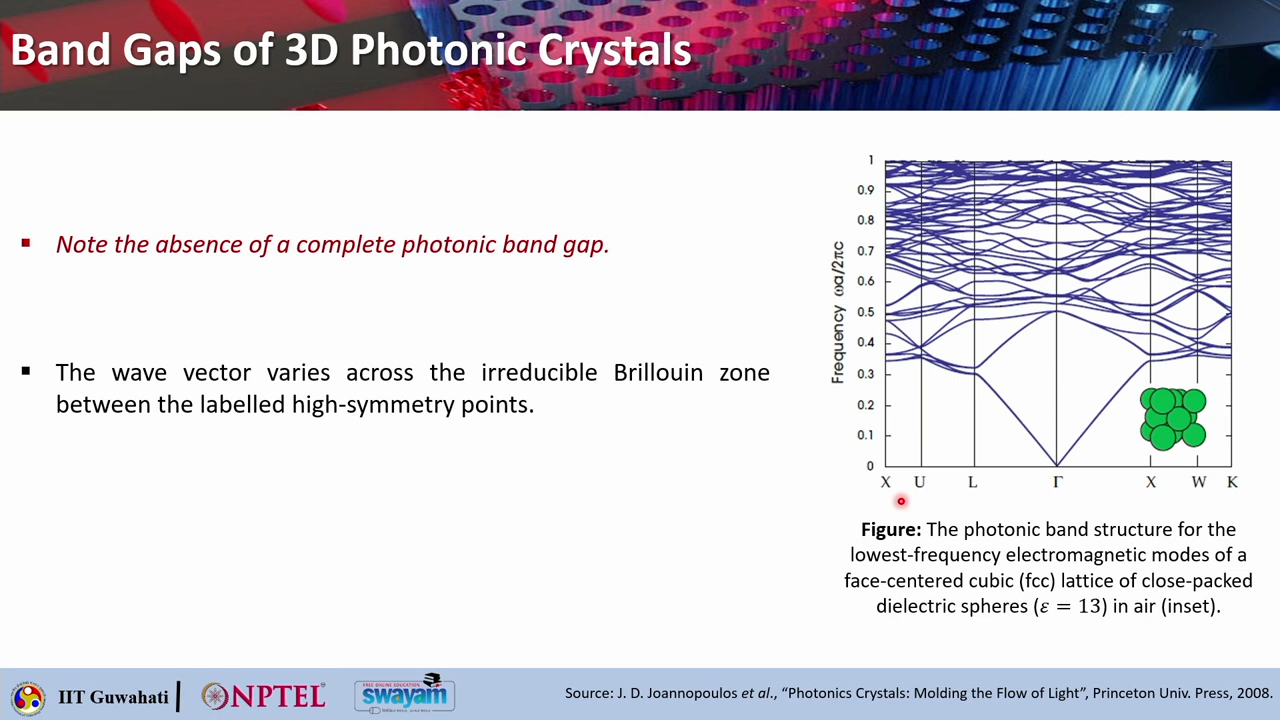 Band Gaps of 3D Photonic Crystals
▪ Note the absence of a complete photonic band gap.
▪ The wave vector varies across the irreducible Brillouin zone
between the labelled high-symmetry points.
Frequency ωa/2πc
1
0.9
0.8
0.7
0.6
0.5
0.4
0.3
0.2
0.1
0
X U L Γ X W K
Figure: The photonic band structure for the
lowest-frequency electromagnetic modes of a
face-centered cubic (fcc) lattice of close-packed
dielectric spheres (ε = 13) in air (inset).
IIT Guwahati
NPTEL
FREE ONLINE EDUCATION
swayam
Source: J. D. Joannopoulos et al., “Photonics Crystals: Molding the Flow of Light”, Princeton Univ. Press, 2008.